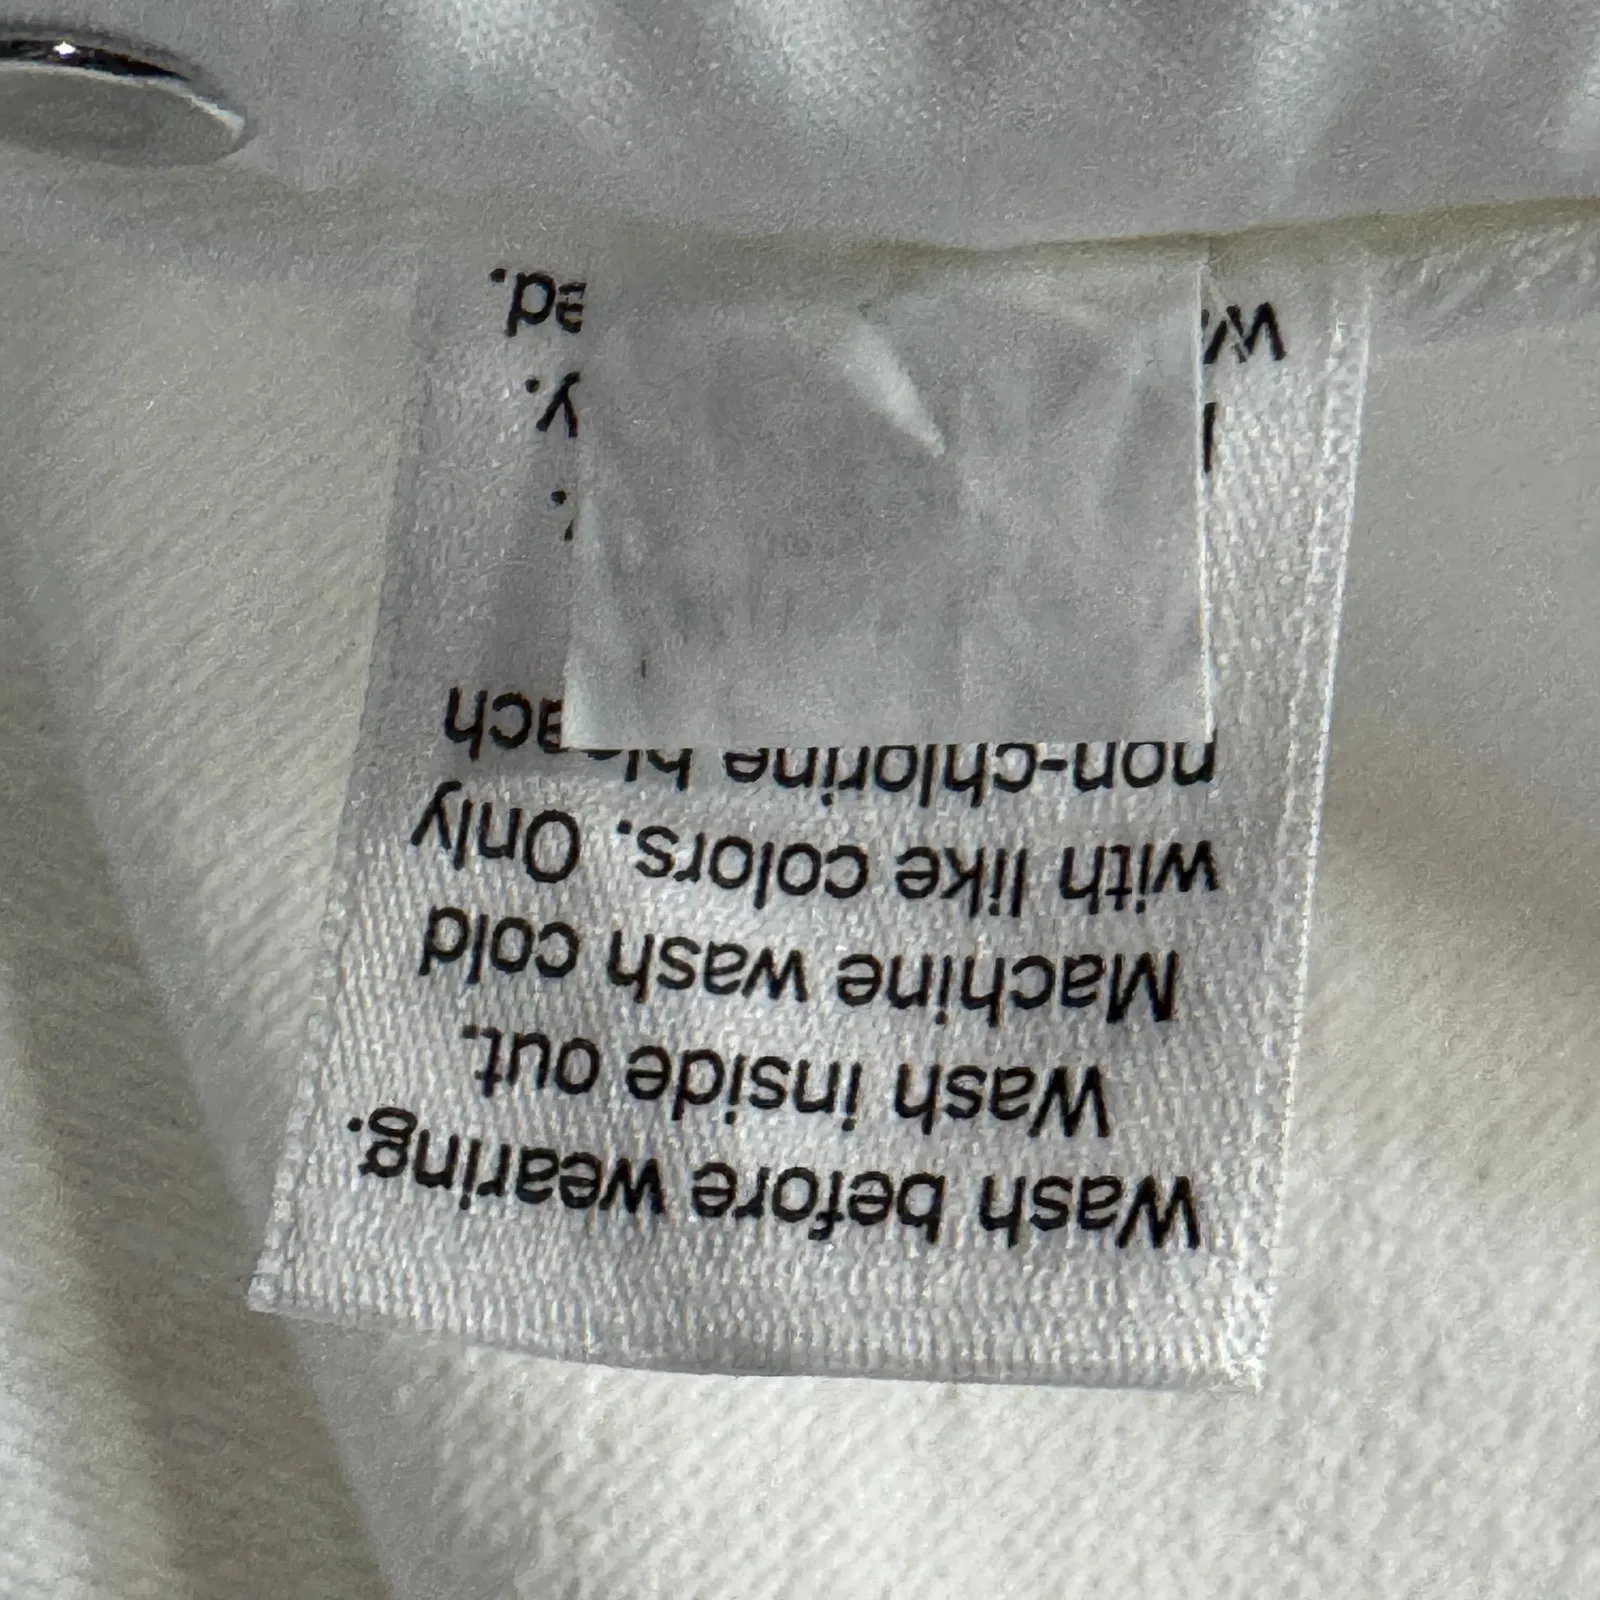 Wash before wearing.
Wash inside out.
Machine wash cold
with like colors. Only
non-chlorine bleach